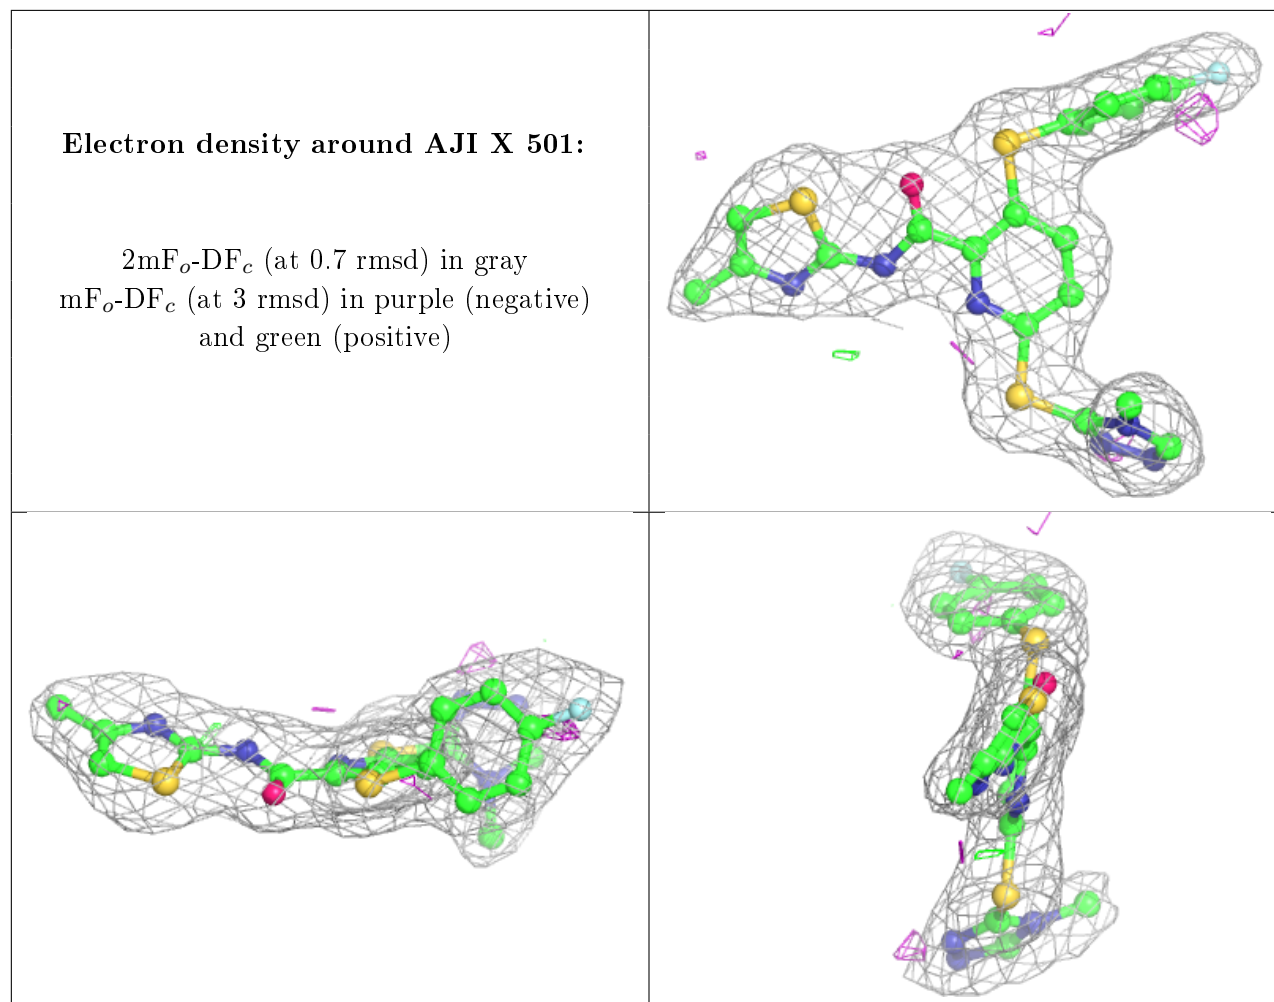 Electron density around AJI X 501:
2mFo-DFc (at 0.7 rmsd) in gray
mFo-DFc (at 3 rmsd) in purple (negative)
and green (positive)